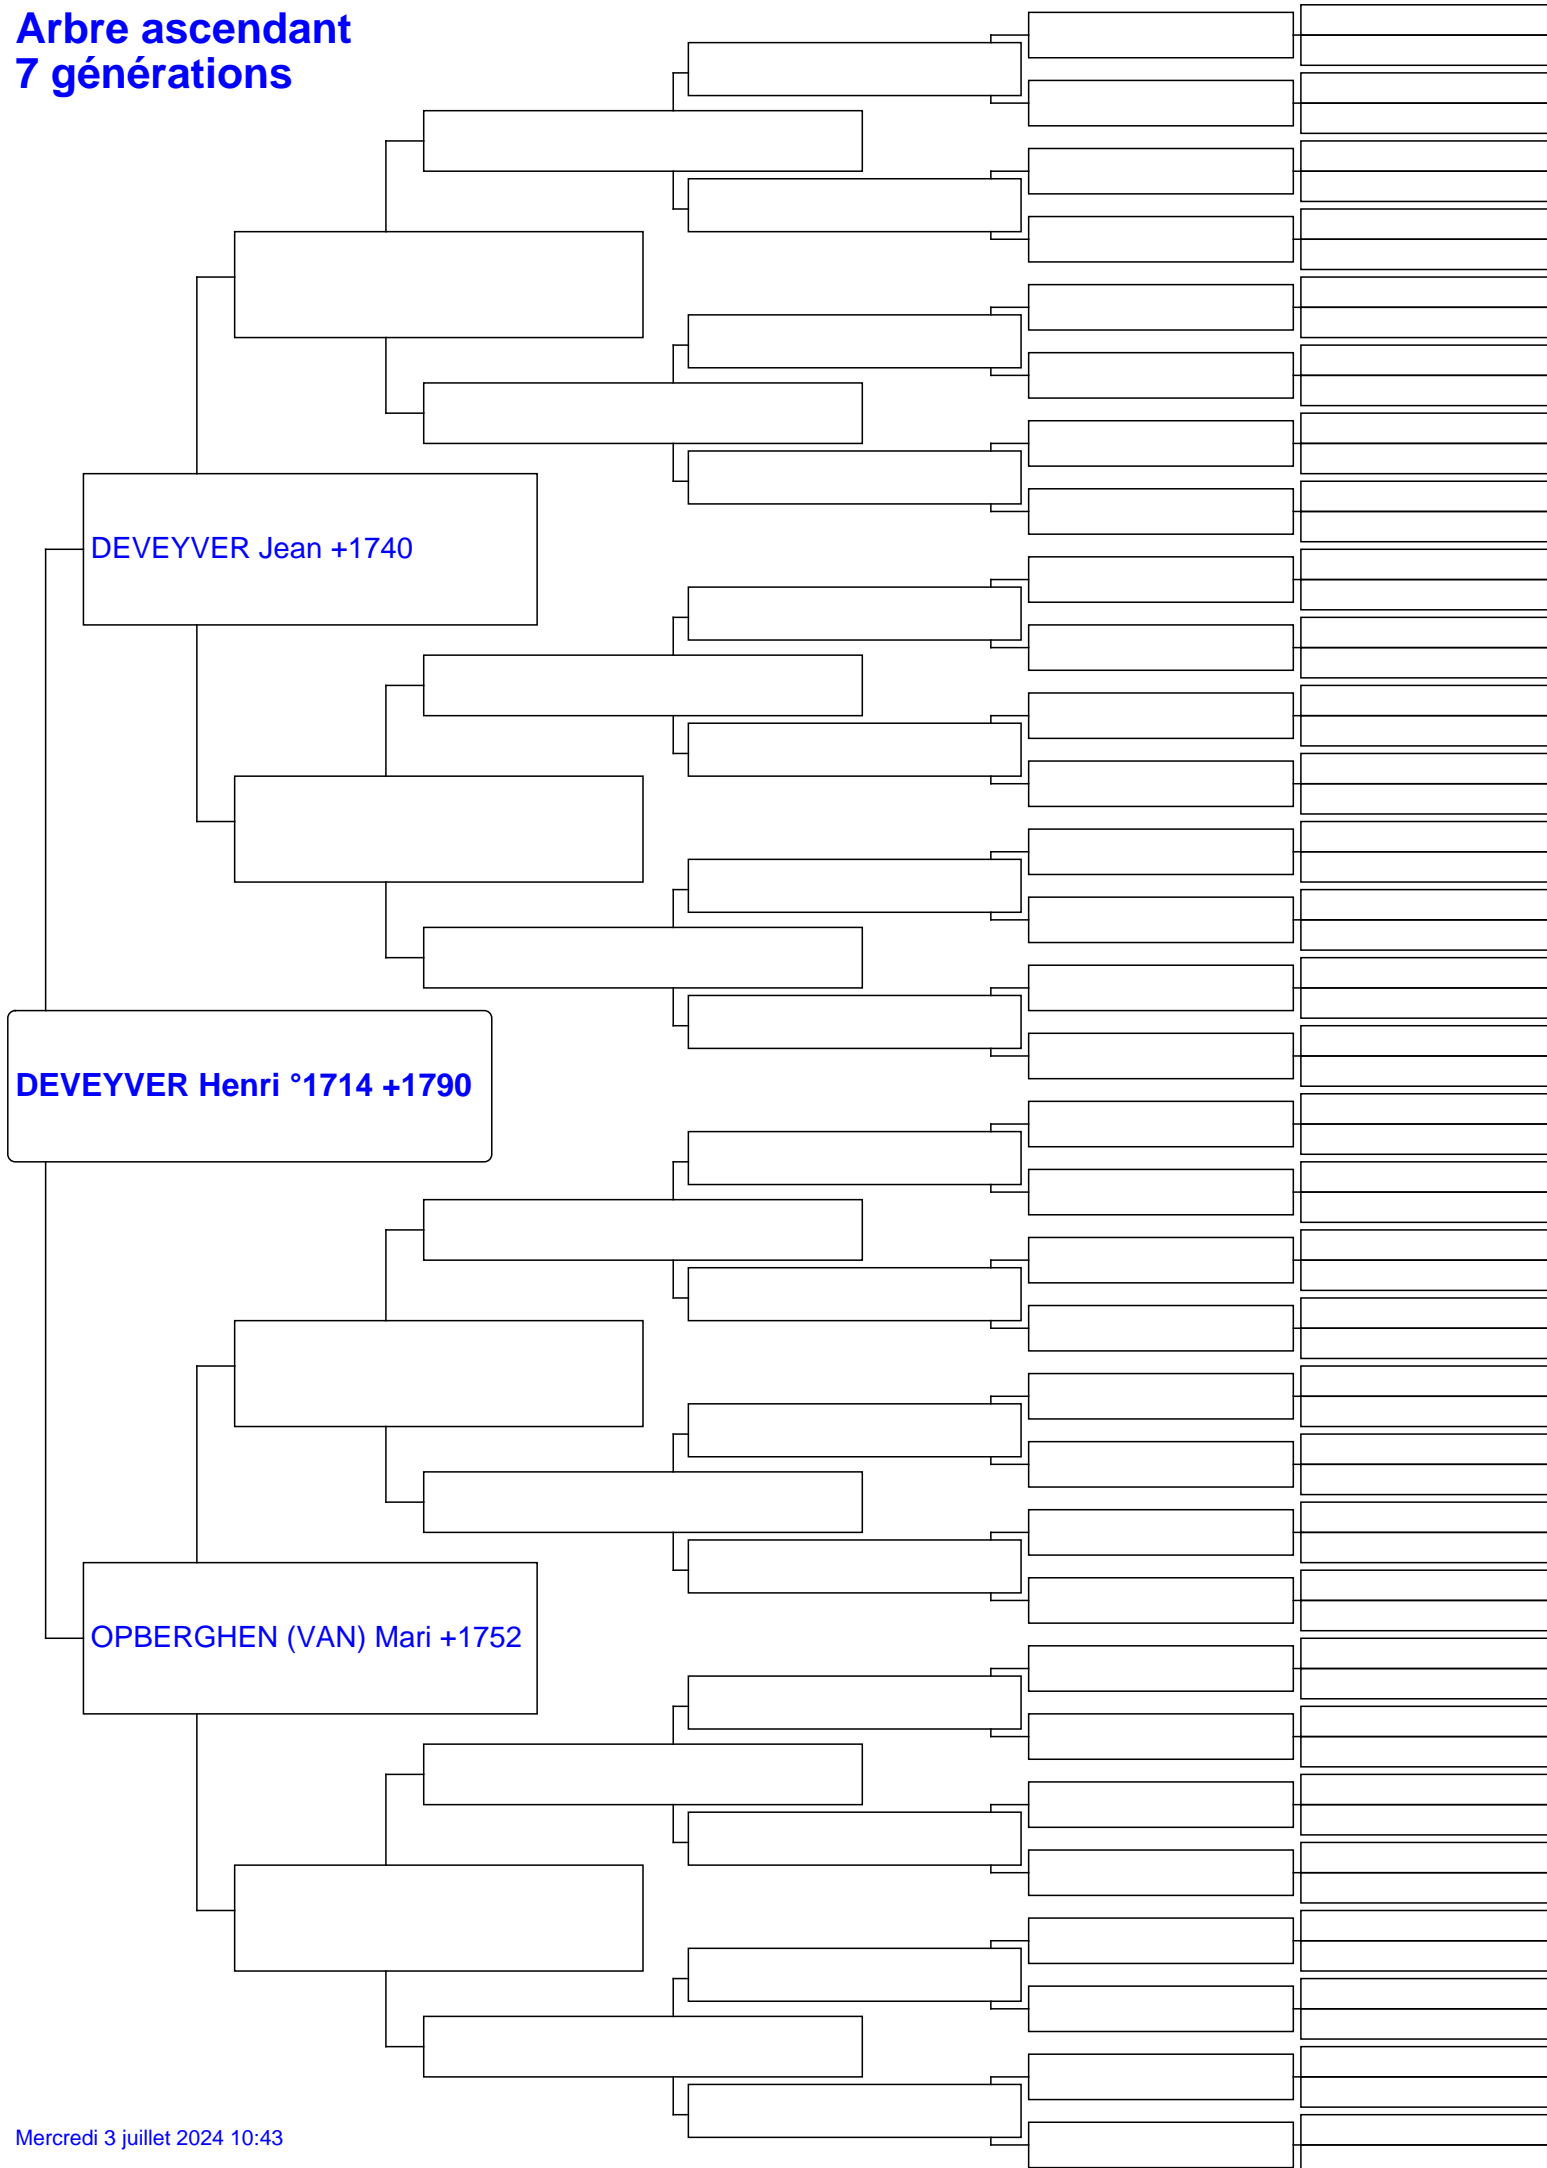 Arbre ascendant
7 générations
DEVEYVER Jean +1740
DEVEYVER Henri °1714 +1790
OPBERGHEN (VAN) Mari +1752
Mercredi 3 juillet 2024 10:43